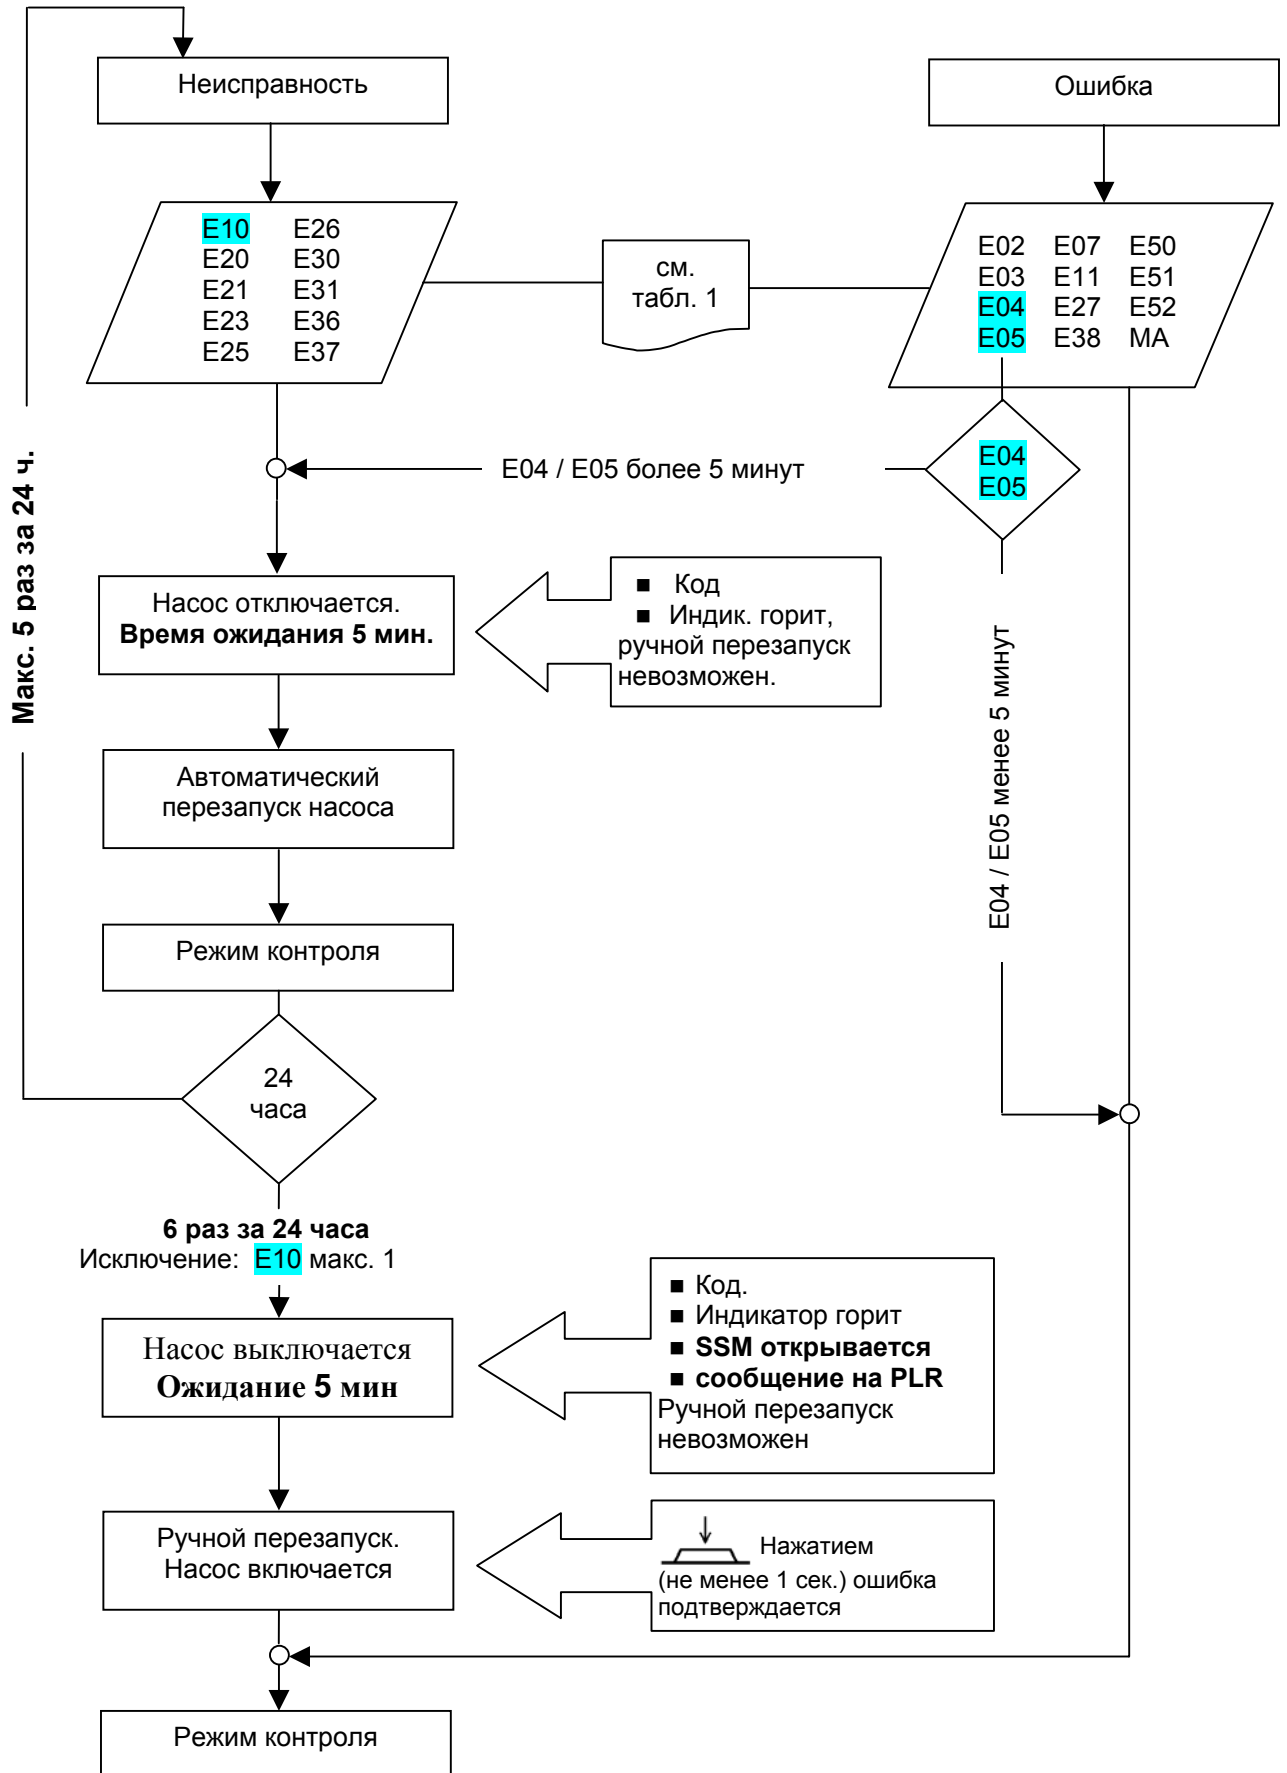 Неисправность
Ошибка
E10 E26
E20 E30
E21 E31
E23 E36
E25 E37
см.
табл. 1
E02 E07 E50
E03 E11 E51
E04 E27 E52
E05 E38 MA
E04
E05
E04 / E05 более 5 минут
Макс. 5 раз за 24 ч.
Насос отключается.
Время ожидания 5 мин.
■ Код
■ Индик. горит,
ручной перезапуск
невозможен.
E04 / E05 менее 5 минут
Автоматический
перезапуск насоса
Режим контроля
24
часа
6 раз за 24 часа
Исключение: E10 макс. 1
Насос выключается
Ожидание 5 мин
■ Код.
■ Индикатор горит
■ SSM открывается
■ сообщение на PLR
Ручной перезапуск
невозможен
Ручной перезапуск.
Насос включается
Нажатием
(не менее 1 сек.) ошибка
подтверждается
Режим контроля